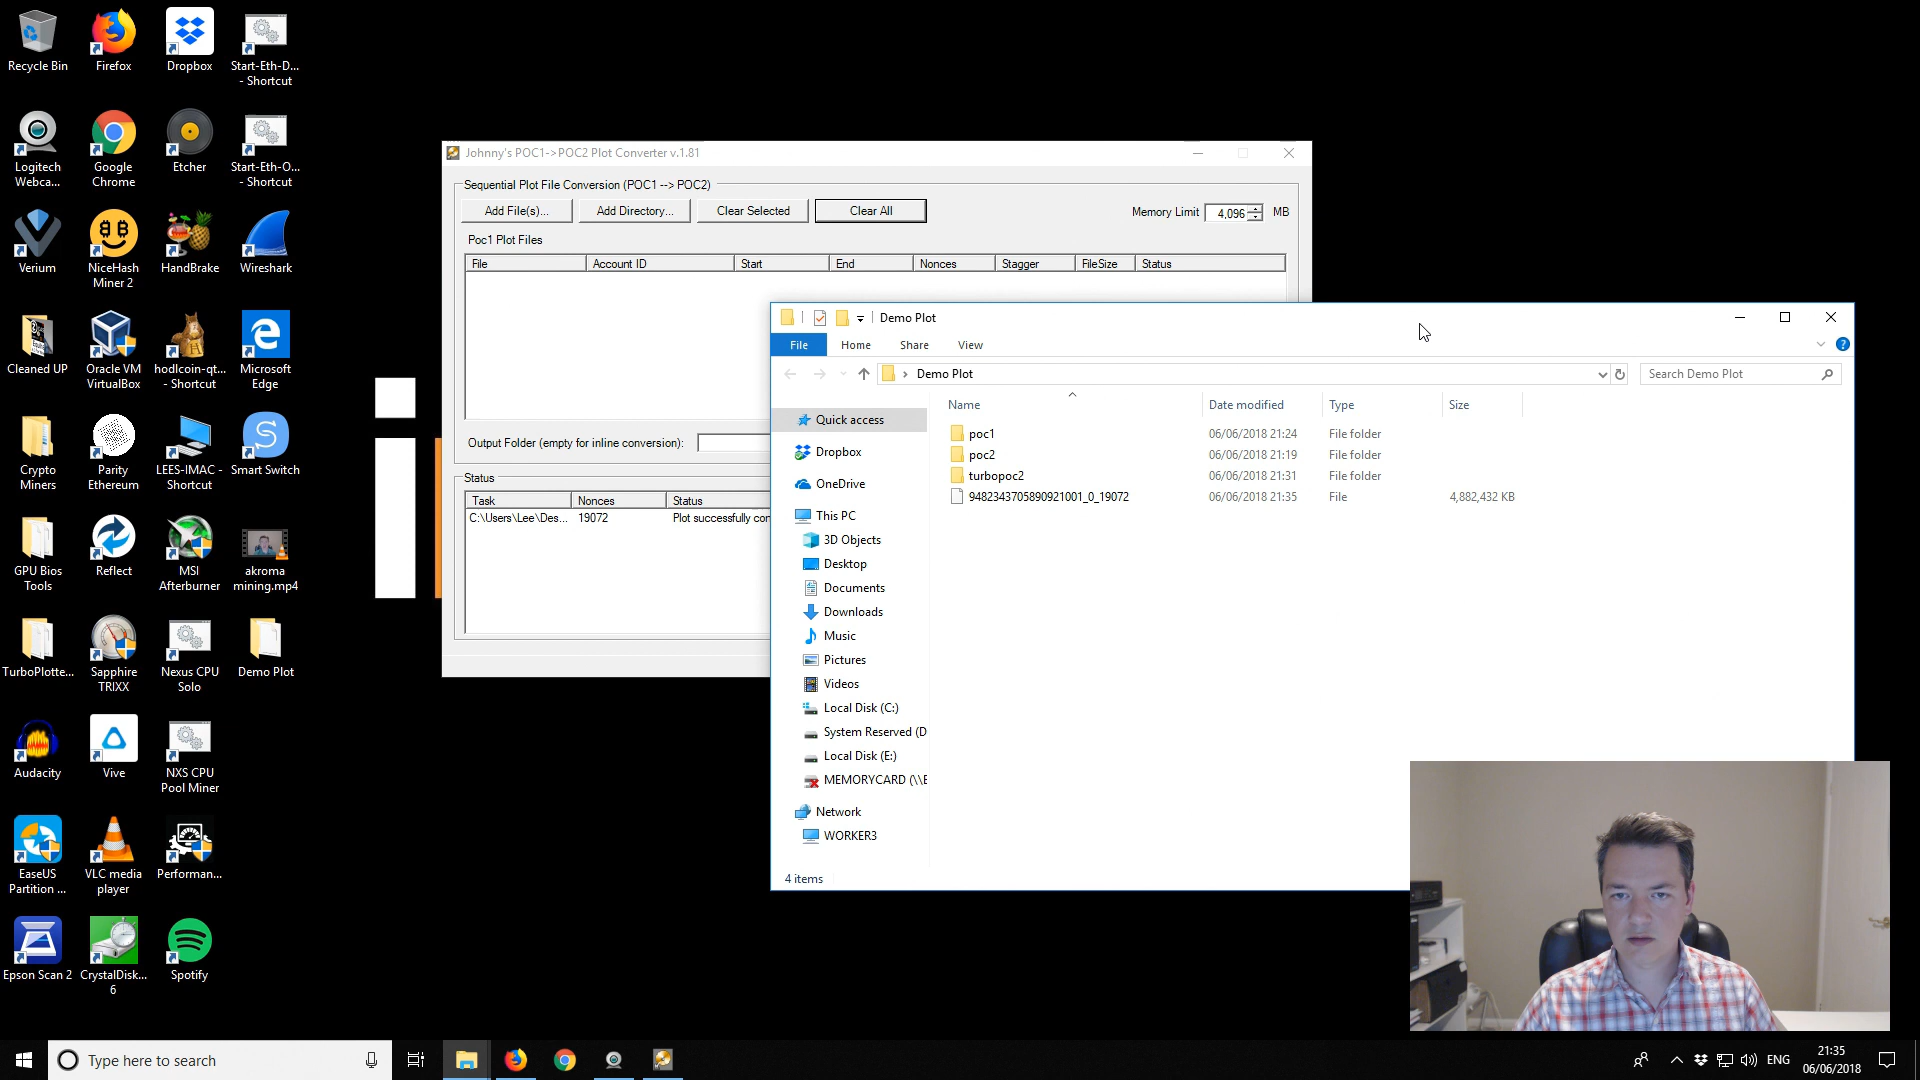 Recycle Bin
Firefox
Dropbox
Start-Eth-D...
- Shortcut
Logitech
Webca...
Google
Chrome
Etcher
Start-Eth-O...
- Shortcut
Verium
NiceHash
Miner 2
HandBrake
Wireshark
Cleaned UP
Oracle VM
VirtualBox
hodlcoin-qt...
- Shortcut
Microsoft
Edge
Crypto
Miners
Parity
Ethereum
LEES-IMAC -
Shortcut
Smart Switch
GPU Bios
Tools
Reflect
MSI
Afterburner
akroma
mining.mp4
TurboPlotte...
Sapphire
TRIXX
Nexus CPU
Solo
Demo Plot
Audacity
Vive
NXS CPU
Pool Miner
EaseUS
Partition ...
VLC media
player
Performan...
Epson Scan 2
CrystalDisk...
6
Spotify
Johnny's POC1->POC2 Plot Converter v.1.81
Sequential Plot File Conversion (POC1 --> POC2)
Add File(s)... Add Directory... Clear Selected Clear All Memory Limit 4,096 MB
Poc1 Plot Files
File Account ID Start End Nonces Stagger FileSize Status
Output Folder (empty for inline conversion):
Status
Task Nonces Status
C:\Users\Lee\Des... 19072 Plot successfully con
Demo Plot
File Home Share View
Demo Plot Search Demo Plot
Name Date modified Type Size
poc1 06/06/2018 21:24 File folder
poc2 06/06/2018 21:19 File folder
turbopoc2 06/06/2018 21:31 File folder
9482343705890921001_0_19072 06/06/2018 21:35 File 4,882,432 KB
Quick access
Dropbox
OneDrive
This PC
3D Objects
Desktop
Documents
Downloads
Music
Pictures
Videos
Local Disk (C:)
System Reserved (D
Local Disk (E:)
MEMORYCARD (\\E
Network
WORKER3
4 items
Type here to search
ENG
21:35
06/06/2018